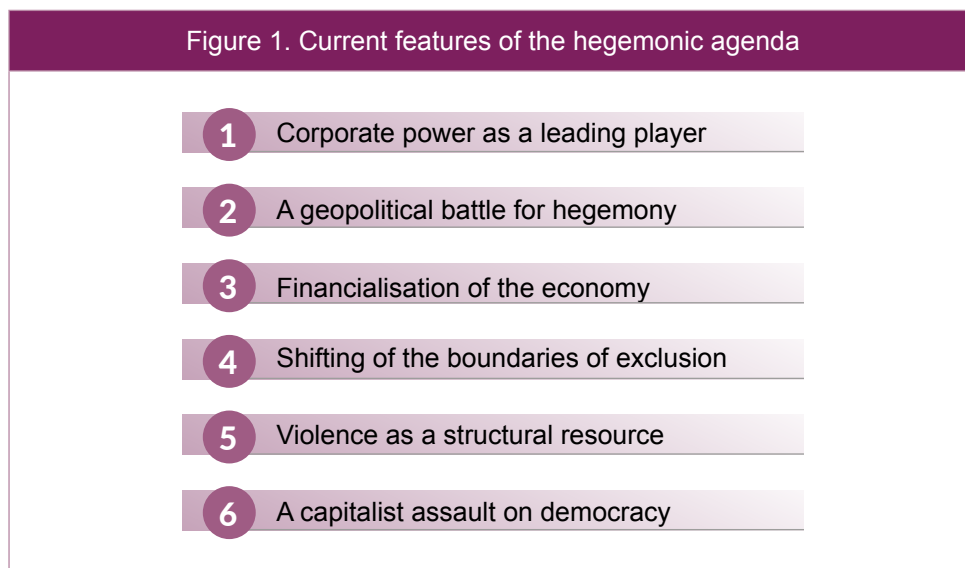 Figure 1. Current features of the hegemonic agenda
1 Corporate power as a leading player
2 A geopolitical battle for hegemony
3 Financialisation of the economy
4 Shifting of the boundaries of exclusion
5 Violence as a structural resource
6 A capitalist assault on democracy